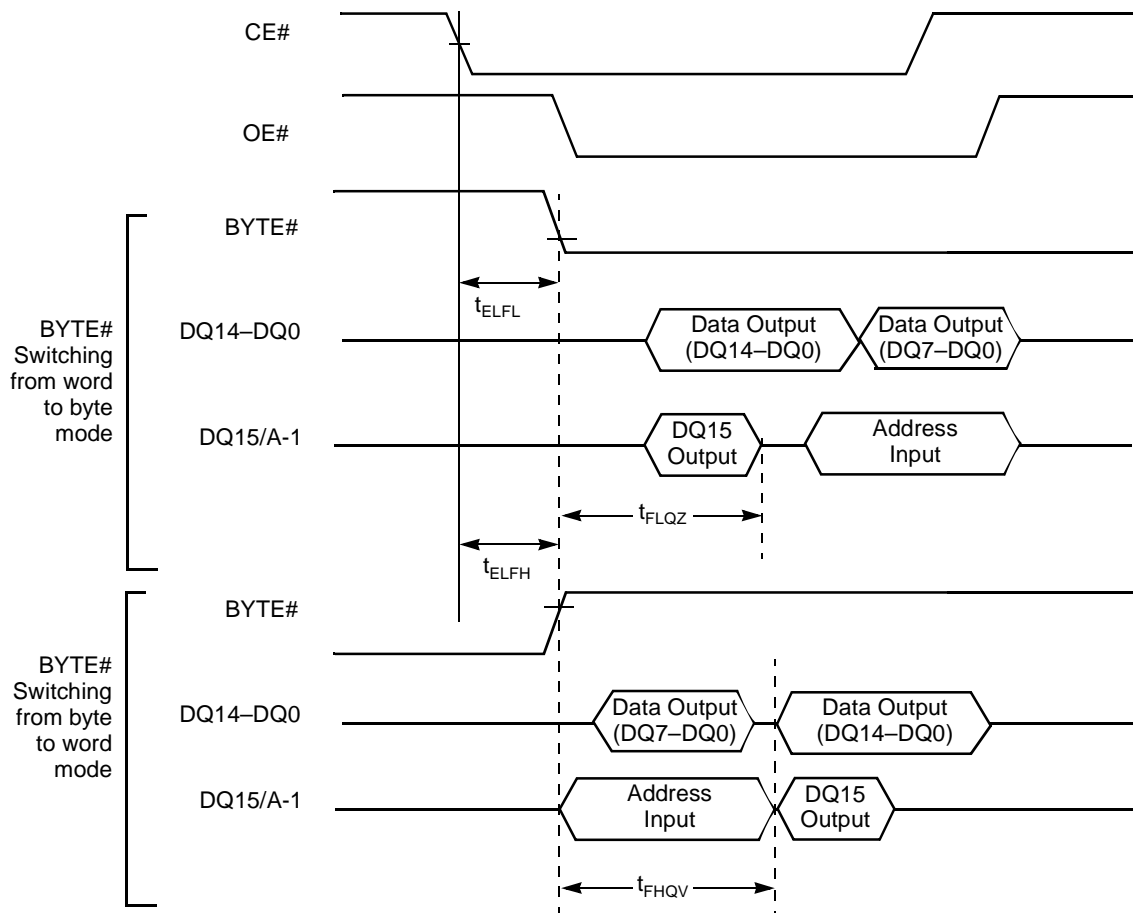 CE#
OE#
BYTE#
Switching
from word
to byte
mode
BYTE#
tELFL
DQ14–DQ0
Data Output
(DQ14–DQ0)
Data Output
(DQ7–DQ0)
DQ15/A-1
DQ15
Output
Address
Input
tFLQZ
tELFH
BYTE#
Switching
from byte
to word
mode
BYTE#
DQ14–DQ0
Data Output
(DQ7–DQ0)
Data Output
(DQ14–DQ0)
DQ15/A-1
Address
Input
DQ15
Output
tFHQV